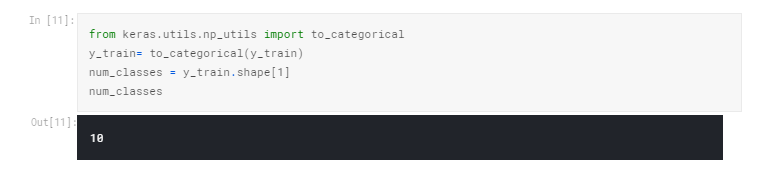 In [11]:
from keras.utils.np_utils import to_categorical
y_train= to_categorical(y_train)
num_classes = y_train.shape[1]
num_classes
Out[11]:
10